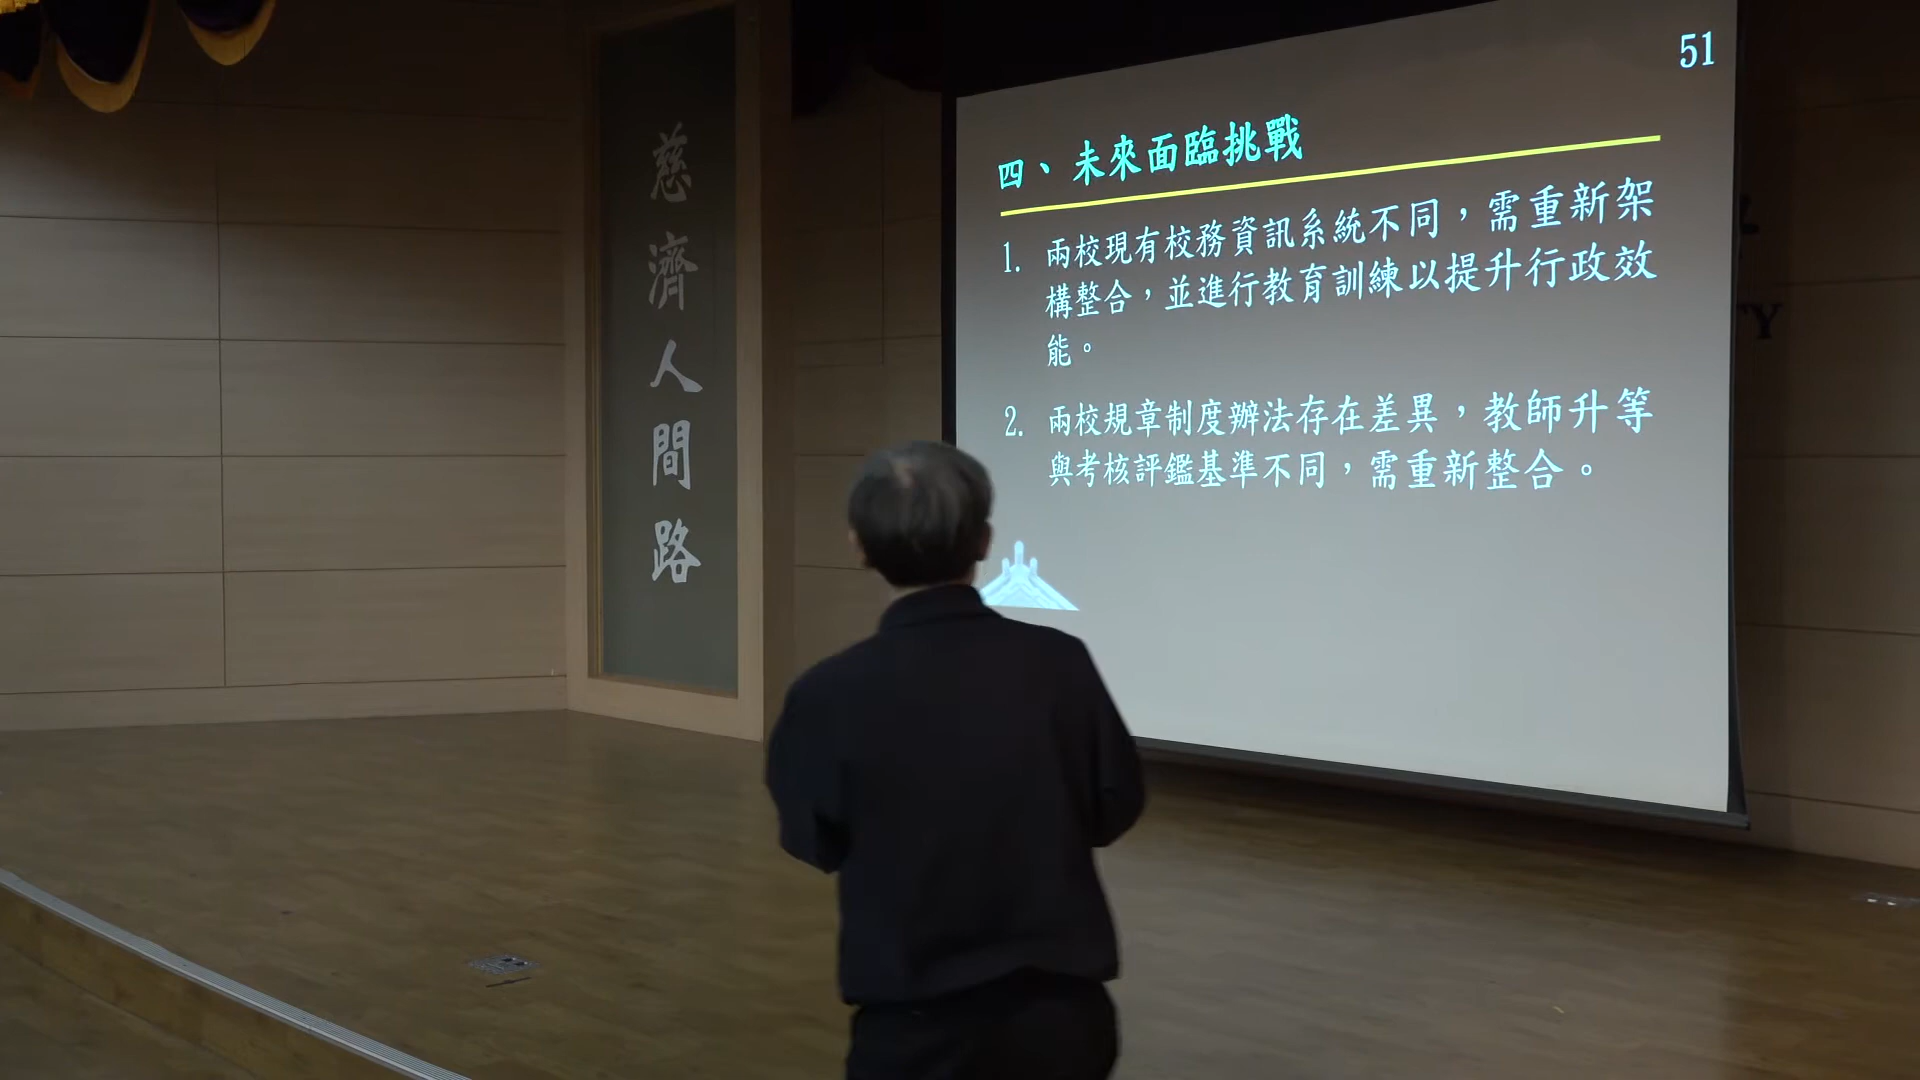 慈濟人間路
51
四、未來面臨挑戰
1. 兩校現有校務資訊系統不同，需重新架
構整合，並進行教育訓練以提升行政效
能。
2. 兩校規章制度辦法存在差異，教師升等
與考核評鑑基準不同，需重新整合。
TY